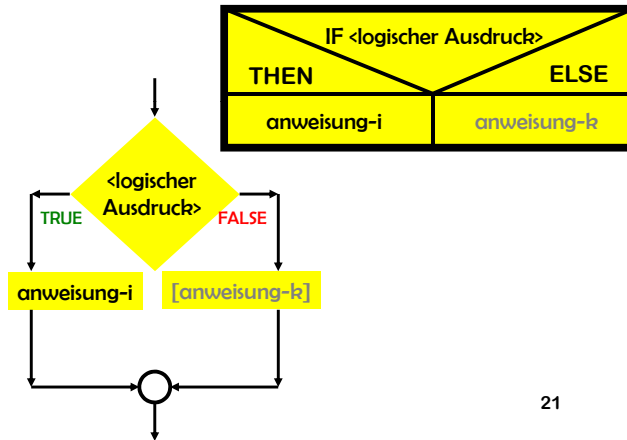 IF <logischer Ausdruck>
THEN ELSE
anweisung-i anweisung-k
<logischer
Ausdruck>
TRUE FALSE
anweisung-i [anweisung-k]
21